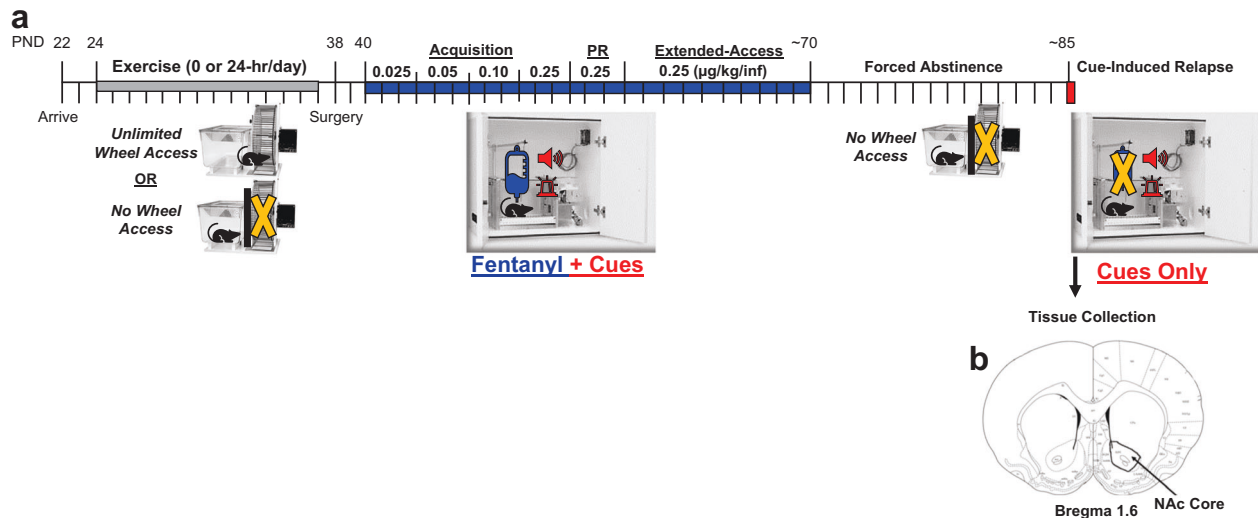 a
PND 22 24 38 40 ~70 ~85
Exercise (0 or 24-hr/day)
Acquisition PR Extended-Access
0.025 0.05 0.10 0.25 0.25 0.25 (µg/kg/inf)
Forced Abstinence
Cue-Induced Relapse
Arrive
Surgery
Unlimited
Wheel Access
OR
No Wheel
Access
Fentanyl + Cues
No Wheel
Access
Cues Only
Tissue Collection
b
NAc Core
Bregma 1.6